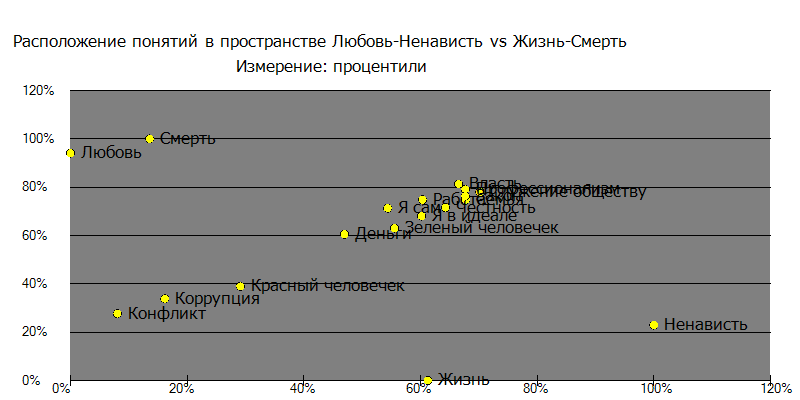 Расположение понятий в пространстве Любовь-Ненависть vs Жизнь-Смерть
Измерение: процентили
120%
100%
Смерть
Любовь
80%
Власть
Профессионализм
обществу
Я сам
Честность
Я в идеале
60%
Деньги
Зеленый человечек
40%
Красный человечек
Коррупция
Конфликт
20%
Ненависть
0%
Жизнь
0% 20% 40% 60% 80% 100% 120%